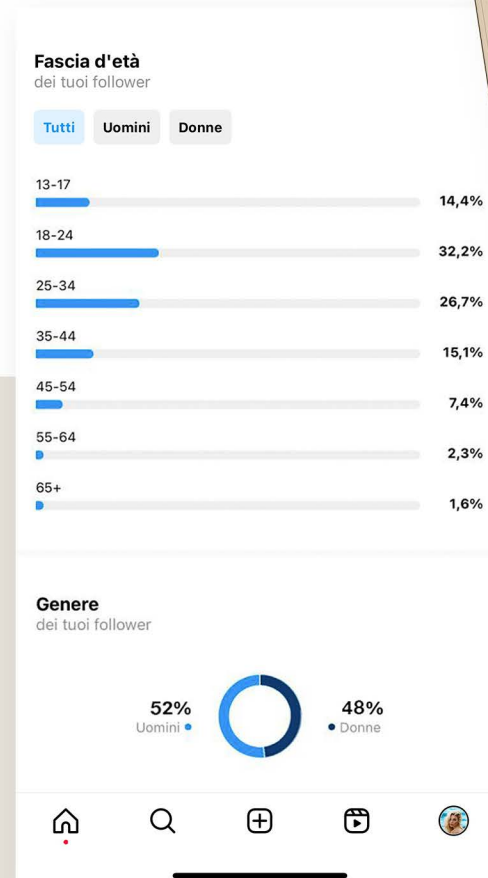 Fascia d'età
dei tuoi follower
Tutti Uomini Donne
13-17
14,4%
18-24
32,2%
25-34
26,7%
35-44
15,1%
45-54
7,4%
55-64
2,3%
65+
1,6%
Genere
dei tuoi follower
52% 48%
Uomini Donne